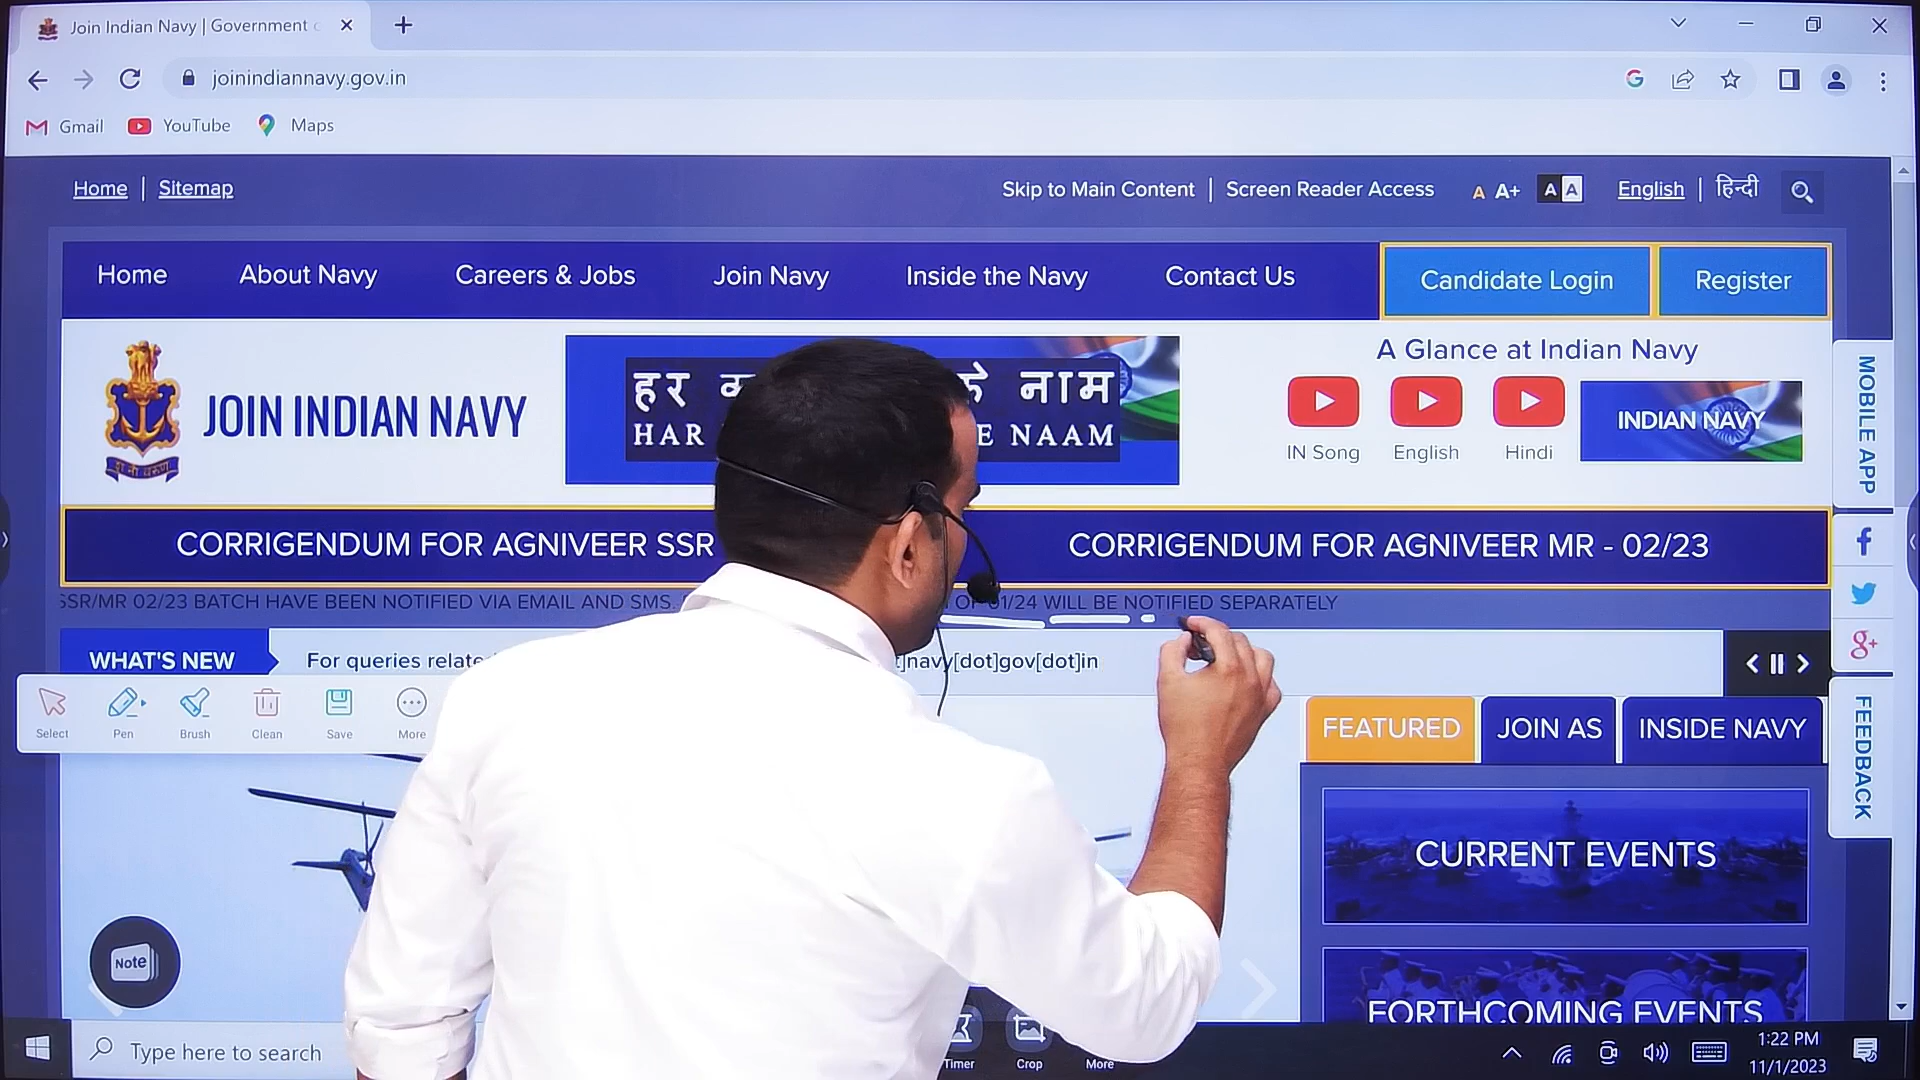 Join Indian Navy | Government
joinindiannavy.gov.in
Gmail YouTube Maps
Home | Sitemap
Skip to Main Content | Screen Reader Access A A+ A A English | हिन्दी
Home About Navy Careers & Jobs Join Navy Inside the Navy Contact Us Candidate Login Register
JOIN INDIAN NAVY
हर नाम
HAR NAAM
A Glance at Indian Navy
IN Song English Hindi
INDIAN NAVY
MOBILE APP
CORRIGENDUM FOR AGNIVEER SSR
CORRIGENDUM FOR AGNIVEER MR - 02/23
SSR/MR 02/23 BATCH HAVE BEEN NOTIFIED VIA EMAIL AND SMS. OF 01/24 WILL BE NOTIFIED SEPARATELY
WHAT'S NEW For queries navy[dot]gov[dot]in
Select Pen Brush Clean Save More
FEATURED JOIN AS INSIDE NAVY
FEEDBACK
CURRENT EVENTS
FORTHCOMING EVENTS
Note
Type here to search
Timer Crop More
1:22 PM
11/1/2023